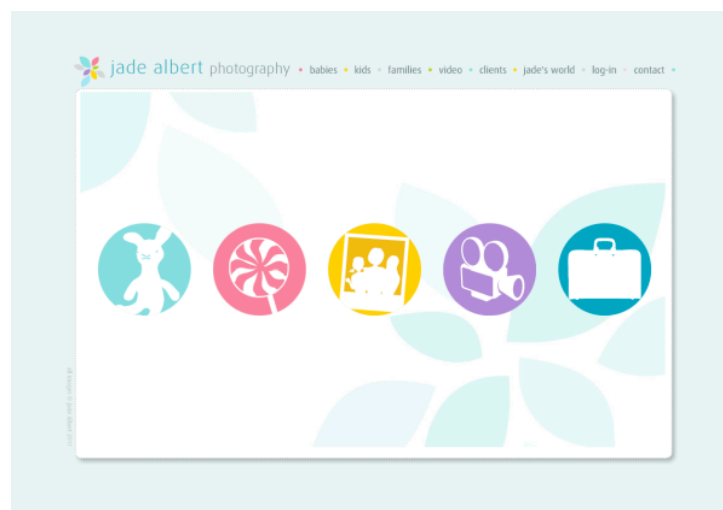 jade albert photography • babies • kids • families • video • clients • jade's world • log-in • contact •